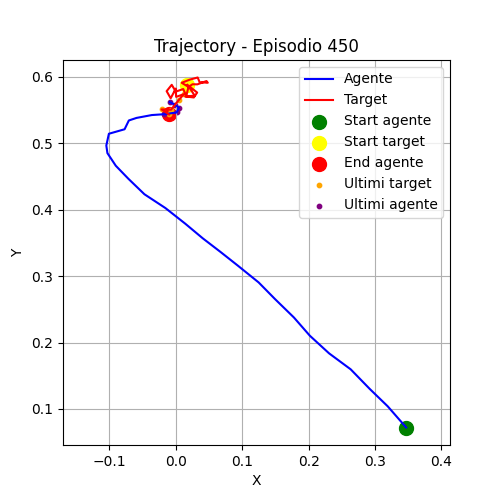 Trajectory - Episodio 450
Agente
Target
Start agente
Start target
End agente
Ultimi target
Ultimi agente
Y
0.6
0.5
0.4
0.3
0.2
0.1
−0.1
0.0
0.1
0.2
0.3
0.4
X